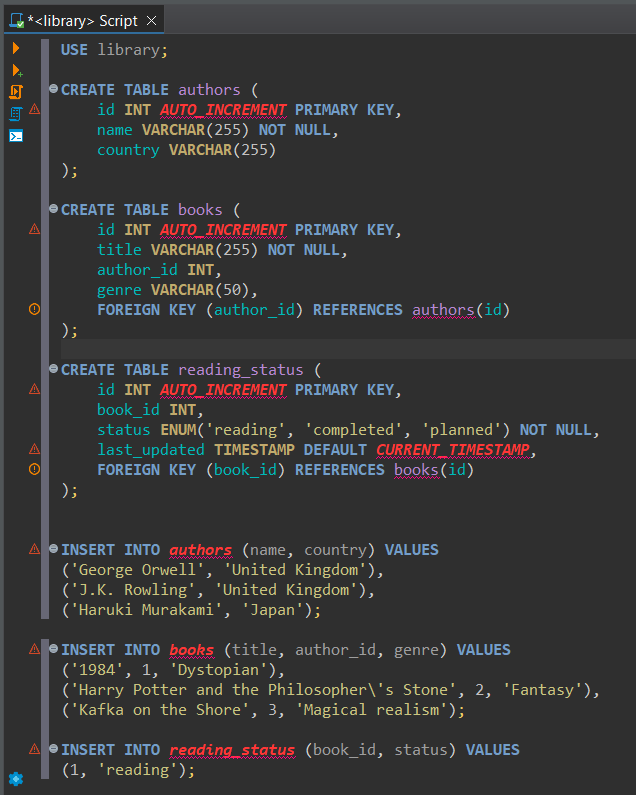 *<library> Script
USE library;
CREATE TABLE authors (
id INT AUTO_INCREMENT PRIMARY KEY,
name VARCHAR(255) NOT NULL,
country VARCHAR(255)
);
CREATE TABLE books (
id INT AUTO_INCREMENT PRIMARY KEY,
title VARCHAR(255) NOT NULL,
author_id INT,
genre VARCHAR(50),
FOREIGN KEY (author_id) REFERENCES authors(id)
);
CREATE TABLE reading_status (
id INT AUTO_INCREMENT PRIMARY KEY,
book_id INT,
status ENUM('reading', 'completed', 'planned') NOT NULL,
last_updated TIMESTAMP DEFAULT CURRENT_TIMESTAMP,
FOREIGN KEY (book_id) REFERENCES books(id)
);
INSERT INTO authors (name, country) VALUES
('George Orwell', 'United Kingdom'),
('J.K. Rowling', 'United Kingdom'),
('Haruki Murakami', 'Japan');
INSERT INTO books (title, author_id, genre) VALUES
('1984', 1, 'Dystopian'),
('Harry Potter and the Philosopher\'s Stone', 2, 'Fantasy'),
('Kafka on the Shore', 3, 'Magical realism');
INSERT INTO reading_status (book_id, status) VALUES
(1, 'reading');